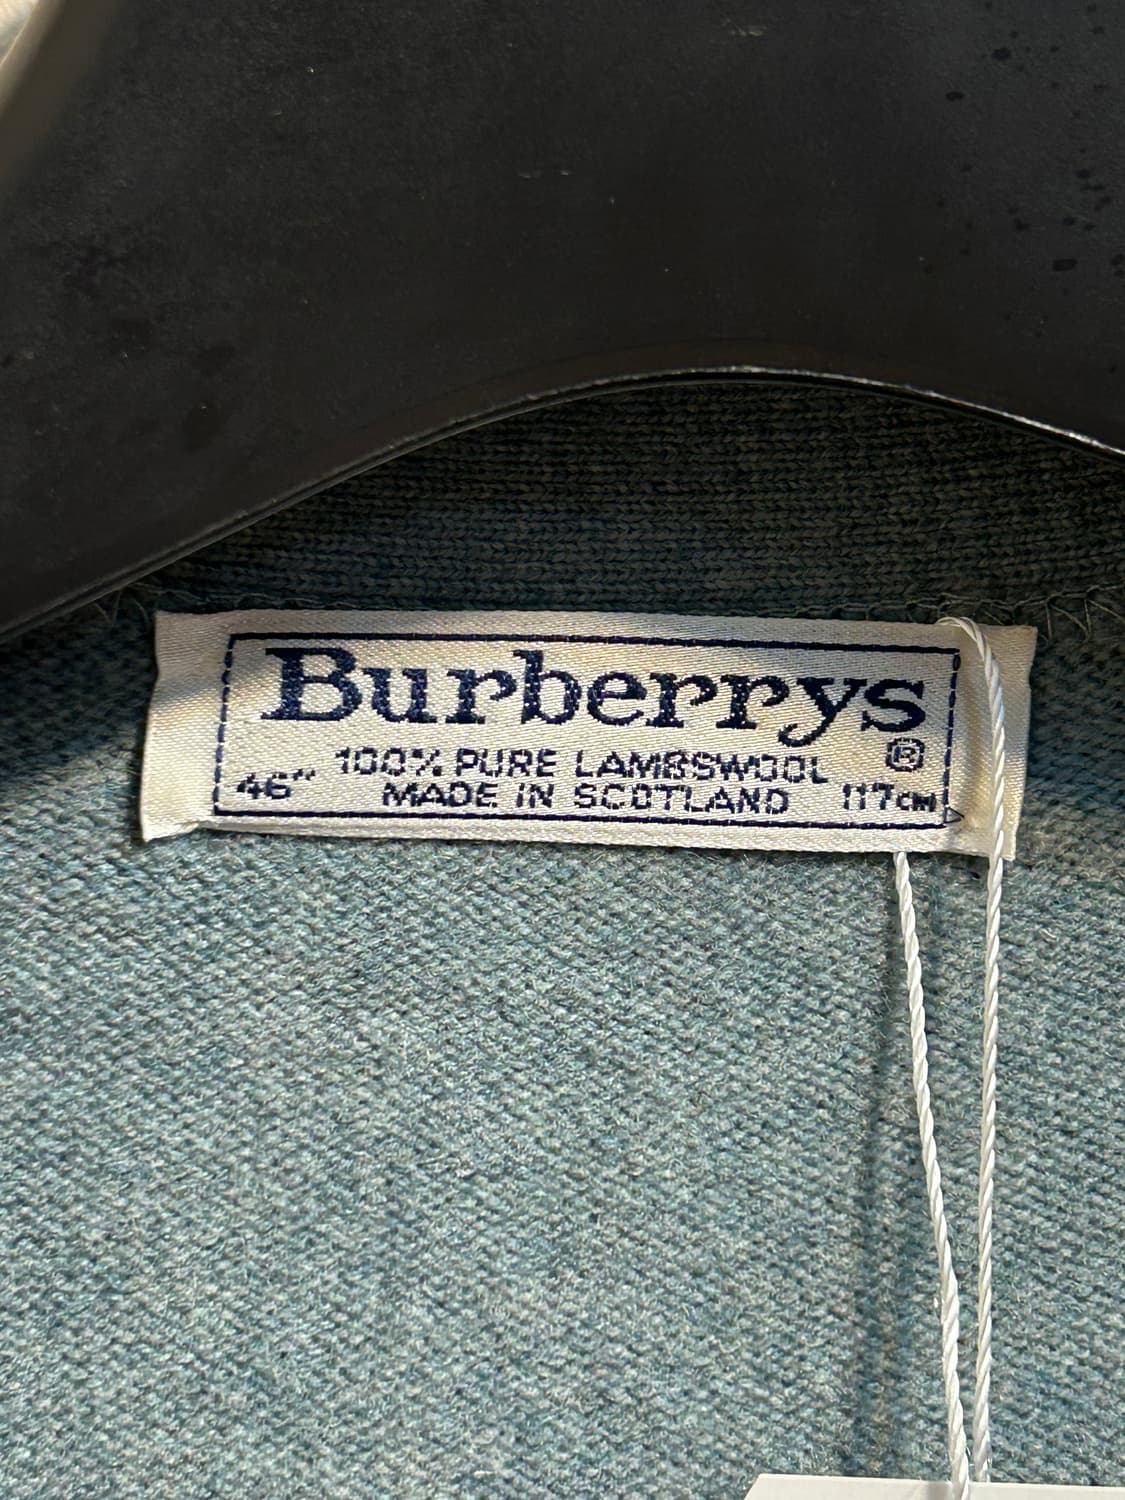 Burberrys
®
100% PURE LAMBSWOOL
46" MADE IN SCOTLAND 117CM